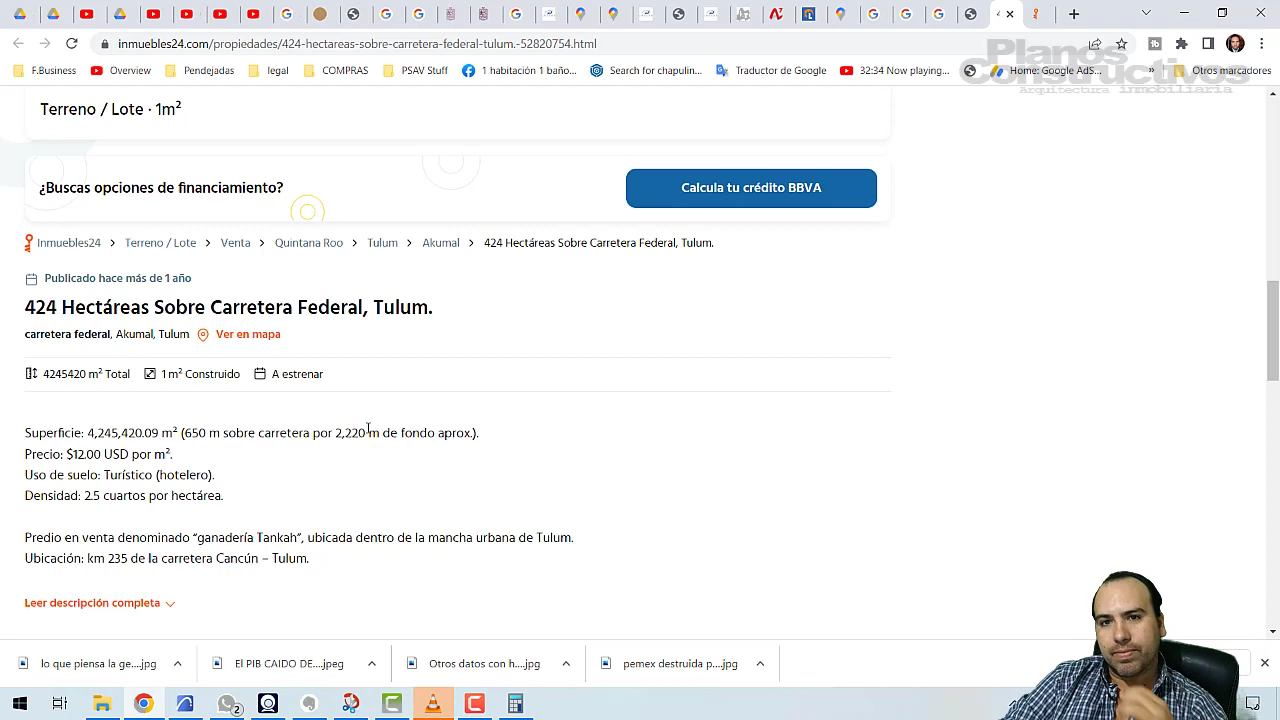 inmuebles24.com/propiedades/424-hectareas-sobre-carretera-federal-tulum.-52820754.html
Planos
Constructivos
Arquitectura inmobiliaria
F.Business
Overview
Pendejadas
legal
COMPRAS
PSAV Stuff
1 habitación 1 baño...
Search for Crapulin...
Traductor de Google
32:34 Now playing...
Home: Google Ads...
»
Otros marcadores
Terreno / Lote · 1m²
¿Buscas opciones de financiamiento?
Calcula tu crédito BBVA
Inmuebles24 > Terreno / Lote > Venta > Quintana Roo > Tulum > Akumal > 424 Hectáreas Sobre Carretera Federal, Tulum.
Publicado hace más de 1 año
424 Hectáreas Sobre Carretera Federal, Tulum.
carretera federal, Akumal, Tulum Ver en mapa
4245420 m² Total 1 m² Construido A estrenar
Superficie: 4,245,420.09 m² (650 m sobre carretera por 2,220 m de fondo aprox.).
Precio: $12.00 USD por m².
Uso de suelo: Turístico (hotelero).
Densidad: 2.5 cuartos por hectárea.
Predio en venta denominado “ganadería Tankah”, ubicada dentro de la mancha urbana de Tulum.
Ubicación: km 235 de la carretera Cancún – Tulum.
Leer descripción completa
lo que piensa la ge....jpg
El PIB CAIDO DE....jpeg
Otros datos con h....jpg
pemex destruida p....jpg
2